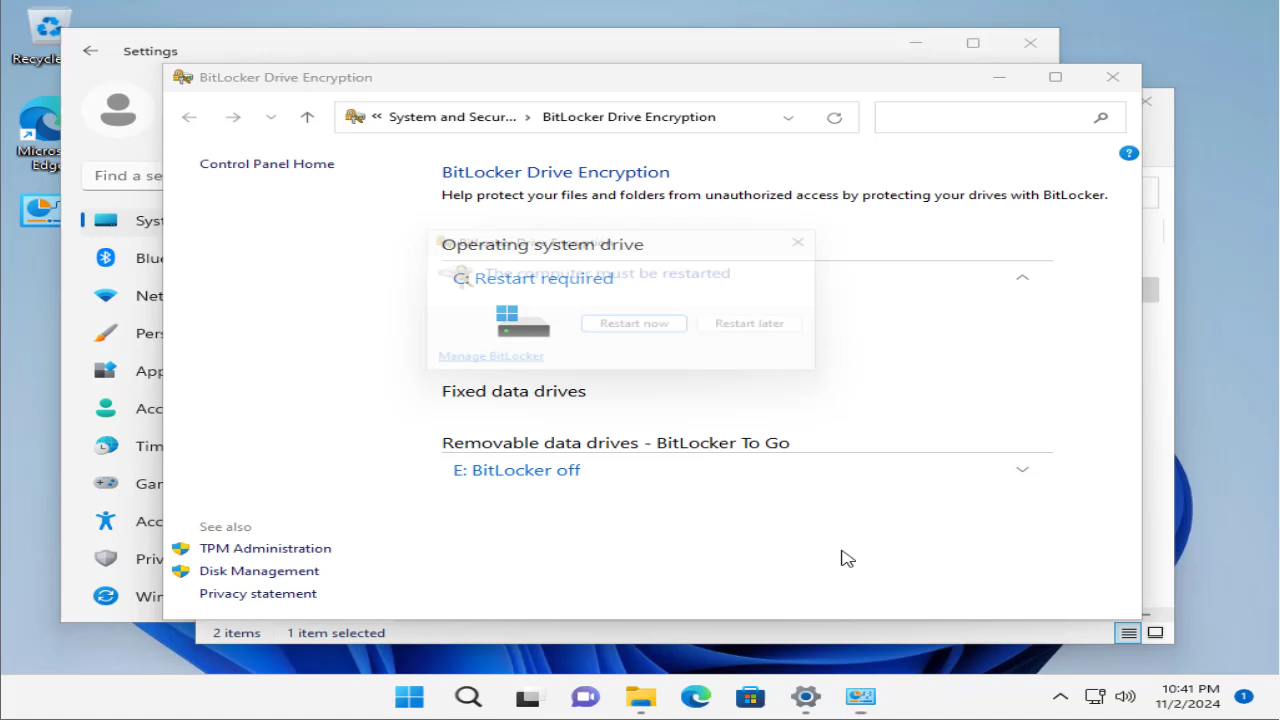 Recycle
Settings
BitLocker Drive Encryption
System and Secur... › BitLocker Drive Encryption
Micros
Edge
Control Panel Home
Find a se
BitLocker Drive Encryption
Help protect your files and folders from unauthorized access by protecting your drives with BitLocker.
Syst
Operating system drive
Blue
C: Restart required
The computer must be restarted
Net
Restart now
Restart later
Pers
Manage BitLocker
App
Fixed data drives
Acc
Removable data drives - BitLocker To Go
Tim
E: BitLocker off
Gar
See also
Acc
TPM Administration
Priv
Disk Management
Privacy statement
Wir
2 items
1 item selected
10:41 PM
11/2/2024
1